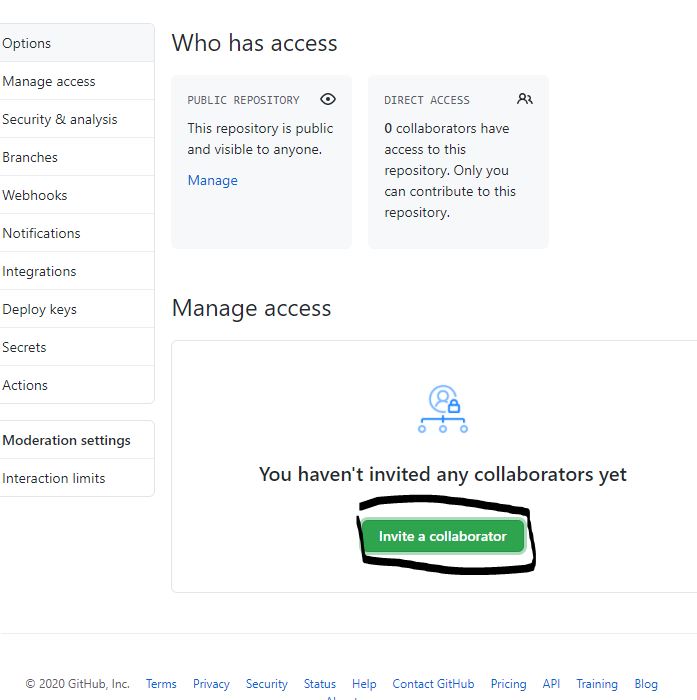 Options
Manage access
Security & analysis
Branches
Webhooks
Notifications
Integrations
Deploy keys
Secrets
Actions
Moderation settings
Interaction limits
Who has access
PUBLIC REPOSITORY
This repository is public
and visible to anyone.
Manage
DIRECT ACCESS
0 collaborators have
access to this
repository. Only you
can contribute to this
repository.
Manage access
You haven't invited any collaborators yet
Invite a collaborator
© 2020 GitHub, Inc. Terms Privacy Security Status Help Contact GitHub Pricing API Training Blog